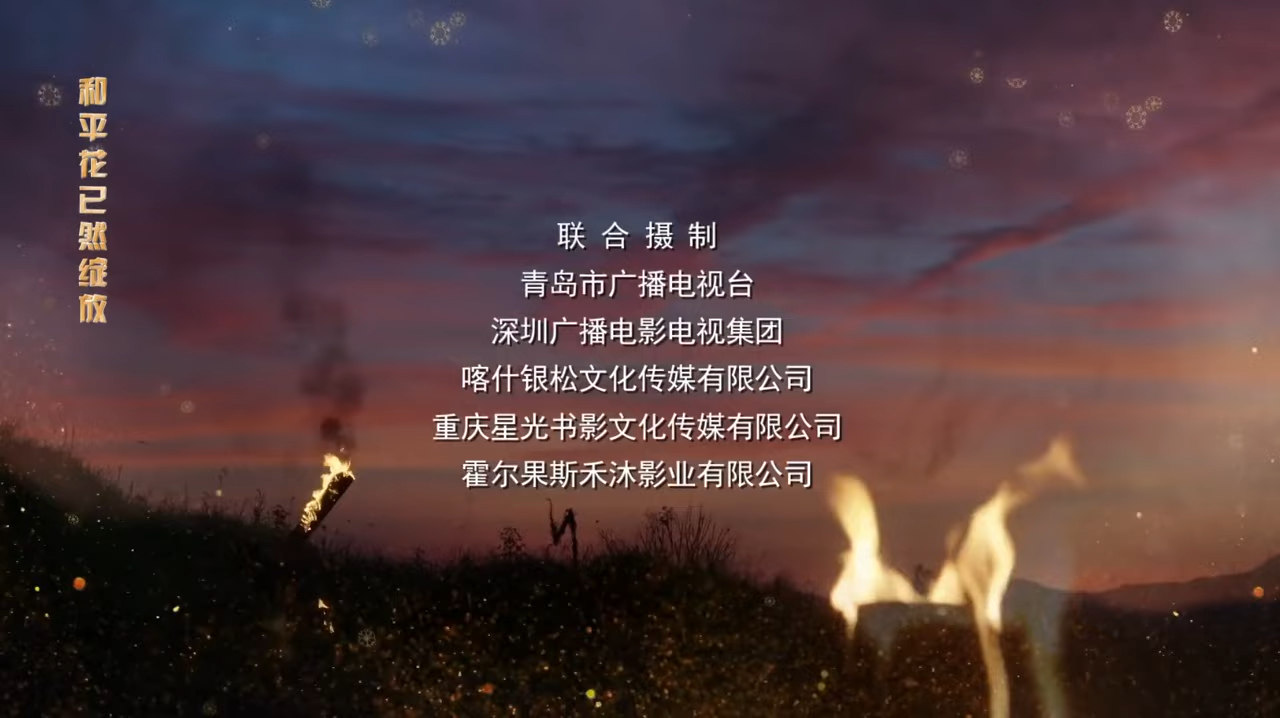 和平花已然绽放
联合摄制
青岛市广播电视台
深圳广播电影电视集团
喀什银松文化传媒有限公司
重庆星光书影文化传媒有限公司
霍尔果斯禾沐影业有限公司